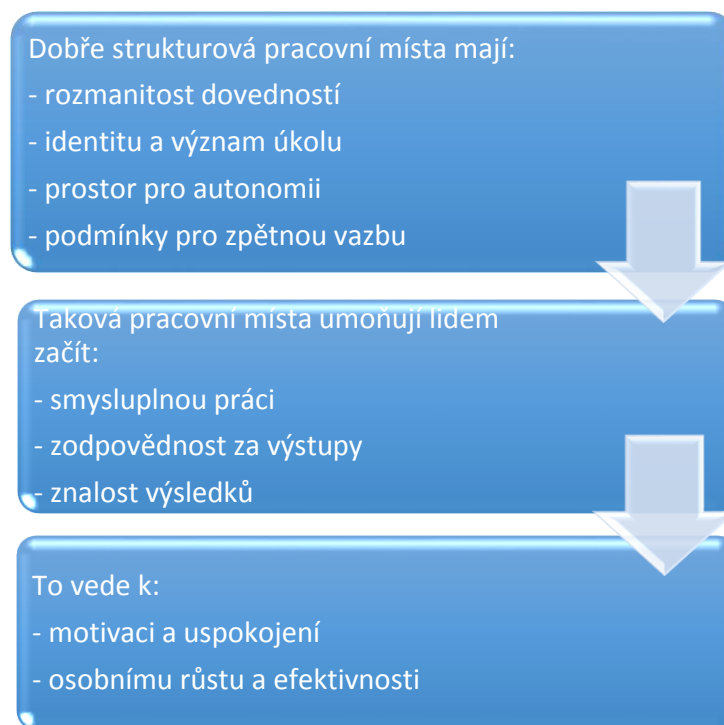 Dobře strukturová pracovní místa mají:
- rozmanitost dovedností
- identitu a význam úkolu
- prostor pro autonomii
- podmínky pro zpětnou vazbu
Taková pracovní místa umoňují lidem
začít:
- smysluplnou práci
- zodpovědnost za výstupy
- znalost výsledků
To vede k:
- motivaci a uspokojení
- osobnímu růstu a efektivnosti